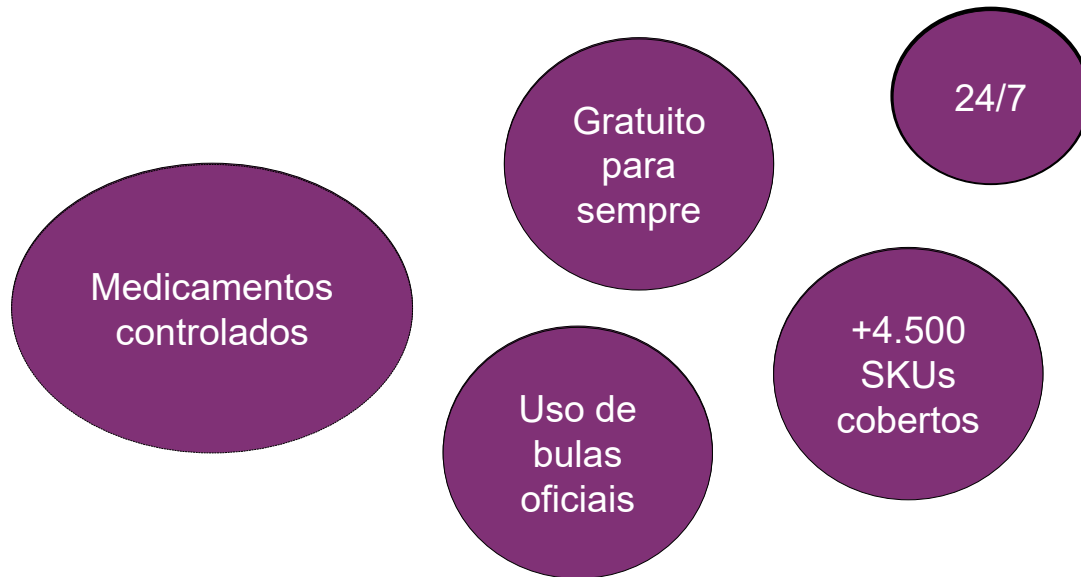 24/7
Gratuito
para
sempre
Medicamentos
controlados
+4.500
SKUs
cobertos
Uso de
bulas
oficiais